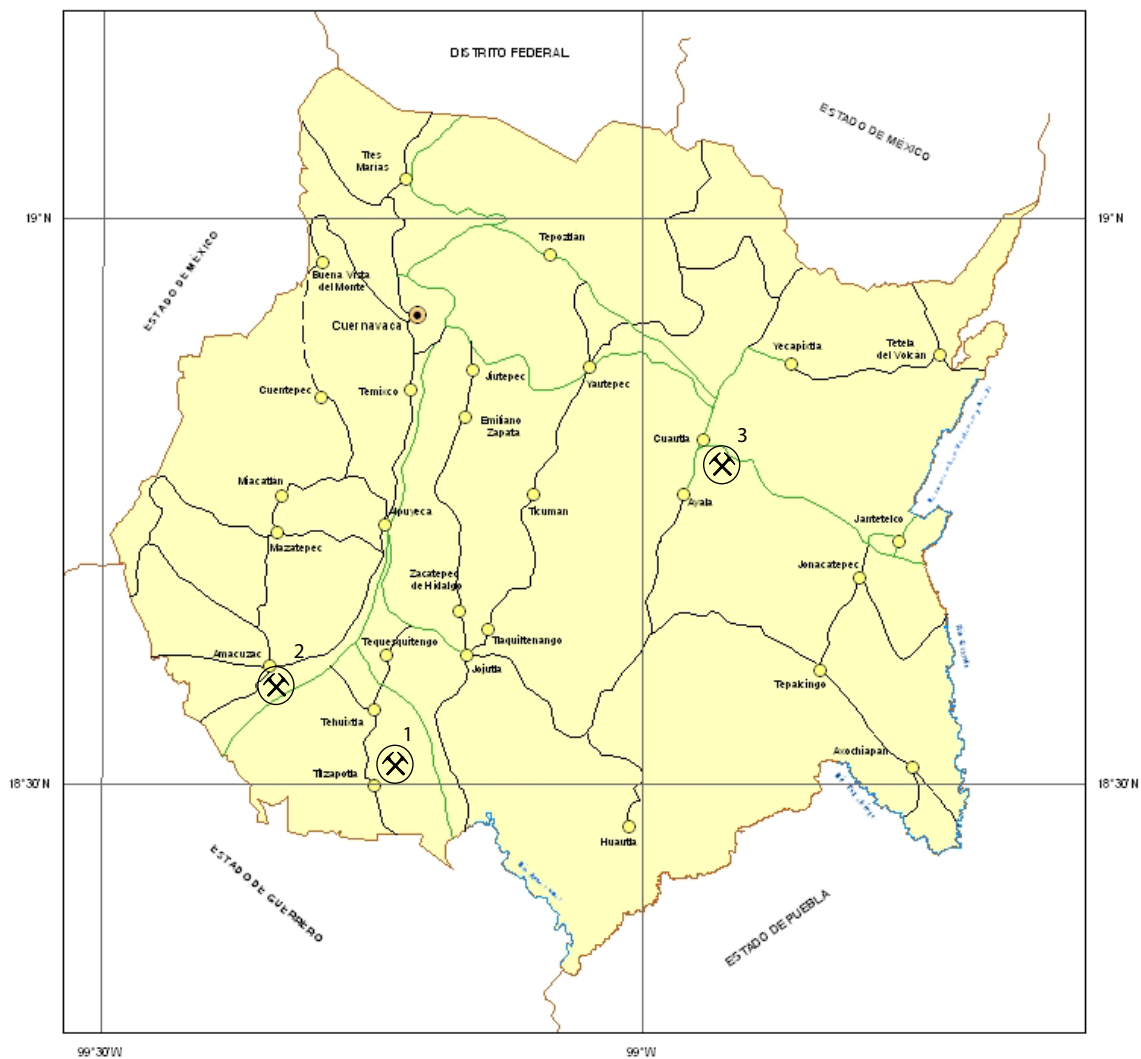 DISTRITO FEDERAL
ESTADO DE MÉXICO
Tres
Marías
19°N
19°N
Tepoztlan
ESTADO DE MÉXICO
Buena Vista
del Monte
Cuernavaca
Yecapixtla
Tetela
del Volcán
Jiutepec
Yautepec
Cuentepec
Temixco
Emiliano
Zapata
Cuautla
3
Miacatlan
Ayala
Alpuyeca
Ticuman
Jantetelco
Mazatepec
Jonacatepec
Zacatepec
de Hidalgo
Tlaquiltenango
Tequesquitengo
Amacuzac
2
Jojutla
Tepalcingo
Tehuixtla
1
Axochiapan
Tilzapotla
18°30'N
18°30'N
Huautla
ESTADO DE GUERRERO
ESTADO DE PUEBLA
99°30'W
99°W